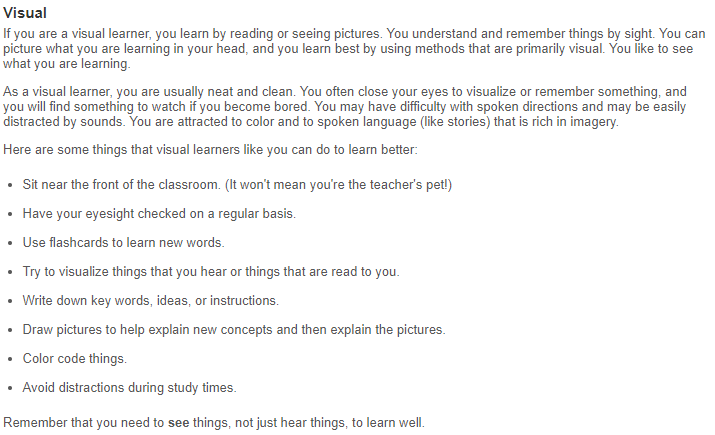 Visual
If you are a visual learner, you learn by reading or seeing pictures. You understand and remember things by sight. You can
picture what you are learning in your head, and you learn best by using methods that are primarily visual. You like to see
what you are learning.
As a visual learner, you are usually neat and clean. You often close your eyes to visualize or remember something, and
you will find something to watch if you become bored. You may have difficulty with spoken directions and may be easily
distracted by sounds. You are attracted to color and to spoken language (like stories) that is rich in imagery.
Here are some things that visual learners like you can do to learn better:
• Sit near the front of the classroom. (It won't mean you're the teacher's pet!)
• Have your eyesight checked on a regular basis.
• Use flashcards to learn new words.
• Try to visualize things that you hear or things that are read to you.
• Write down key words, ideas, or instructions.
• Draw pictures to help explain new concepts and then explain the pictures.
• Color code things.
• Avoid distractions during study times.
Remember that you need to see things, not just hear things, to learn well.